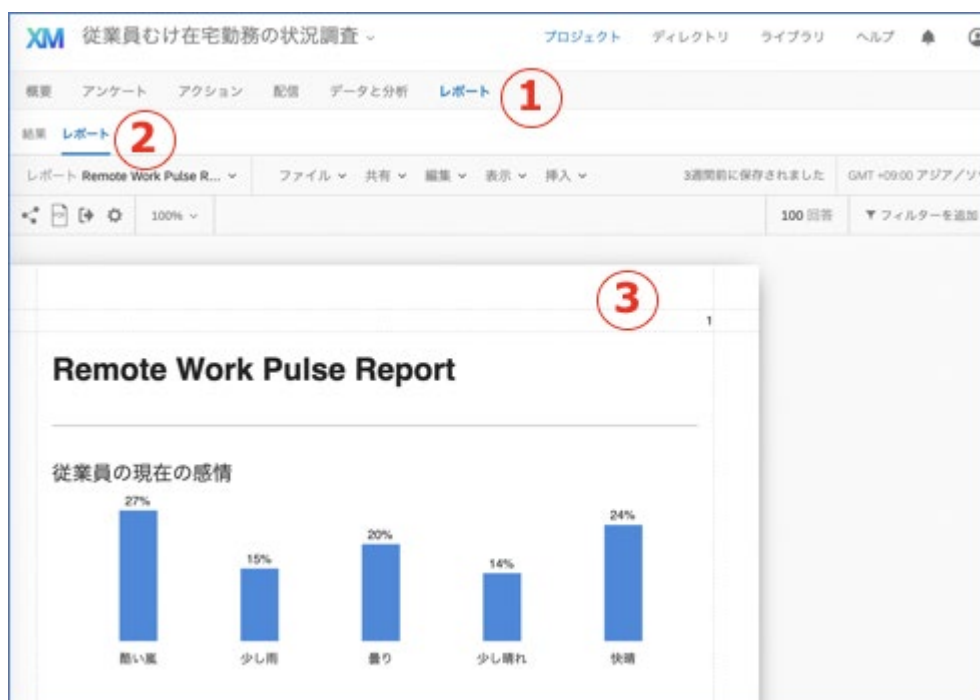 XM 従業員むけ在宅勤務の状況調査 プロジェクト ディレクトリ ライブラリ ヘルプ
概要 アンケート アクション 配信 データと分析 レポート ①
結果 レポート ②
レポート Remote Work Pulse R... ファイル 共有 編集 表示 挿入 3週間前に保存されました GMT +09:00 アジア/ソ
100% 100 回答 フィルターを追加
③
1
Remote Work Pulse Report
従業員の現在の感情
27% 15% 20% 14% 24%
酷い嵐 少し雨 曇り 少し晴れ 快晴